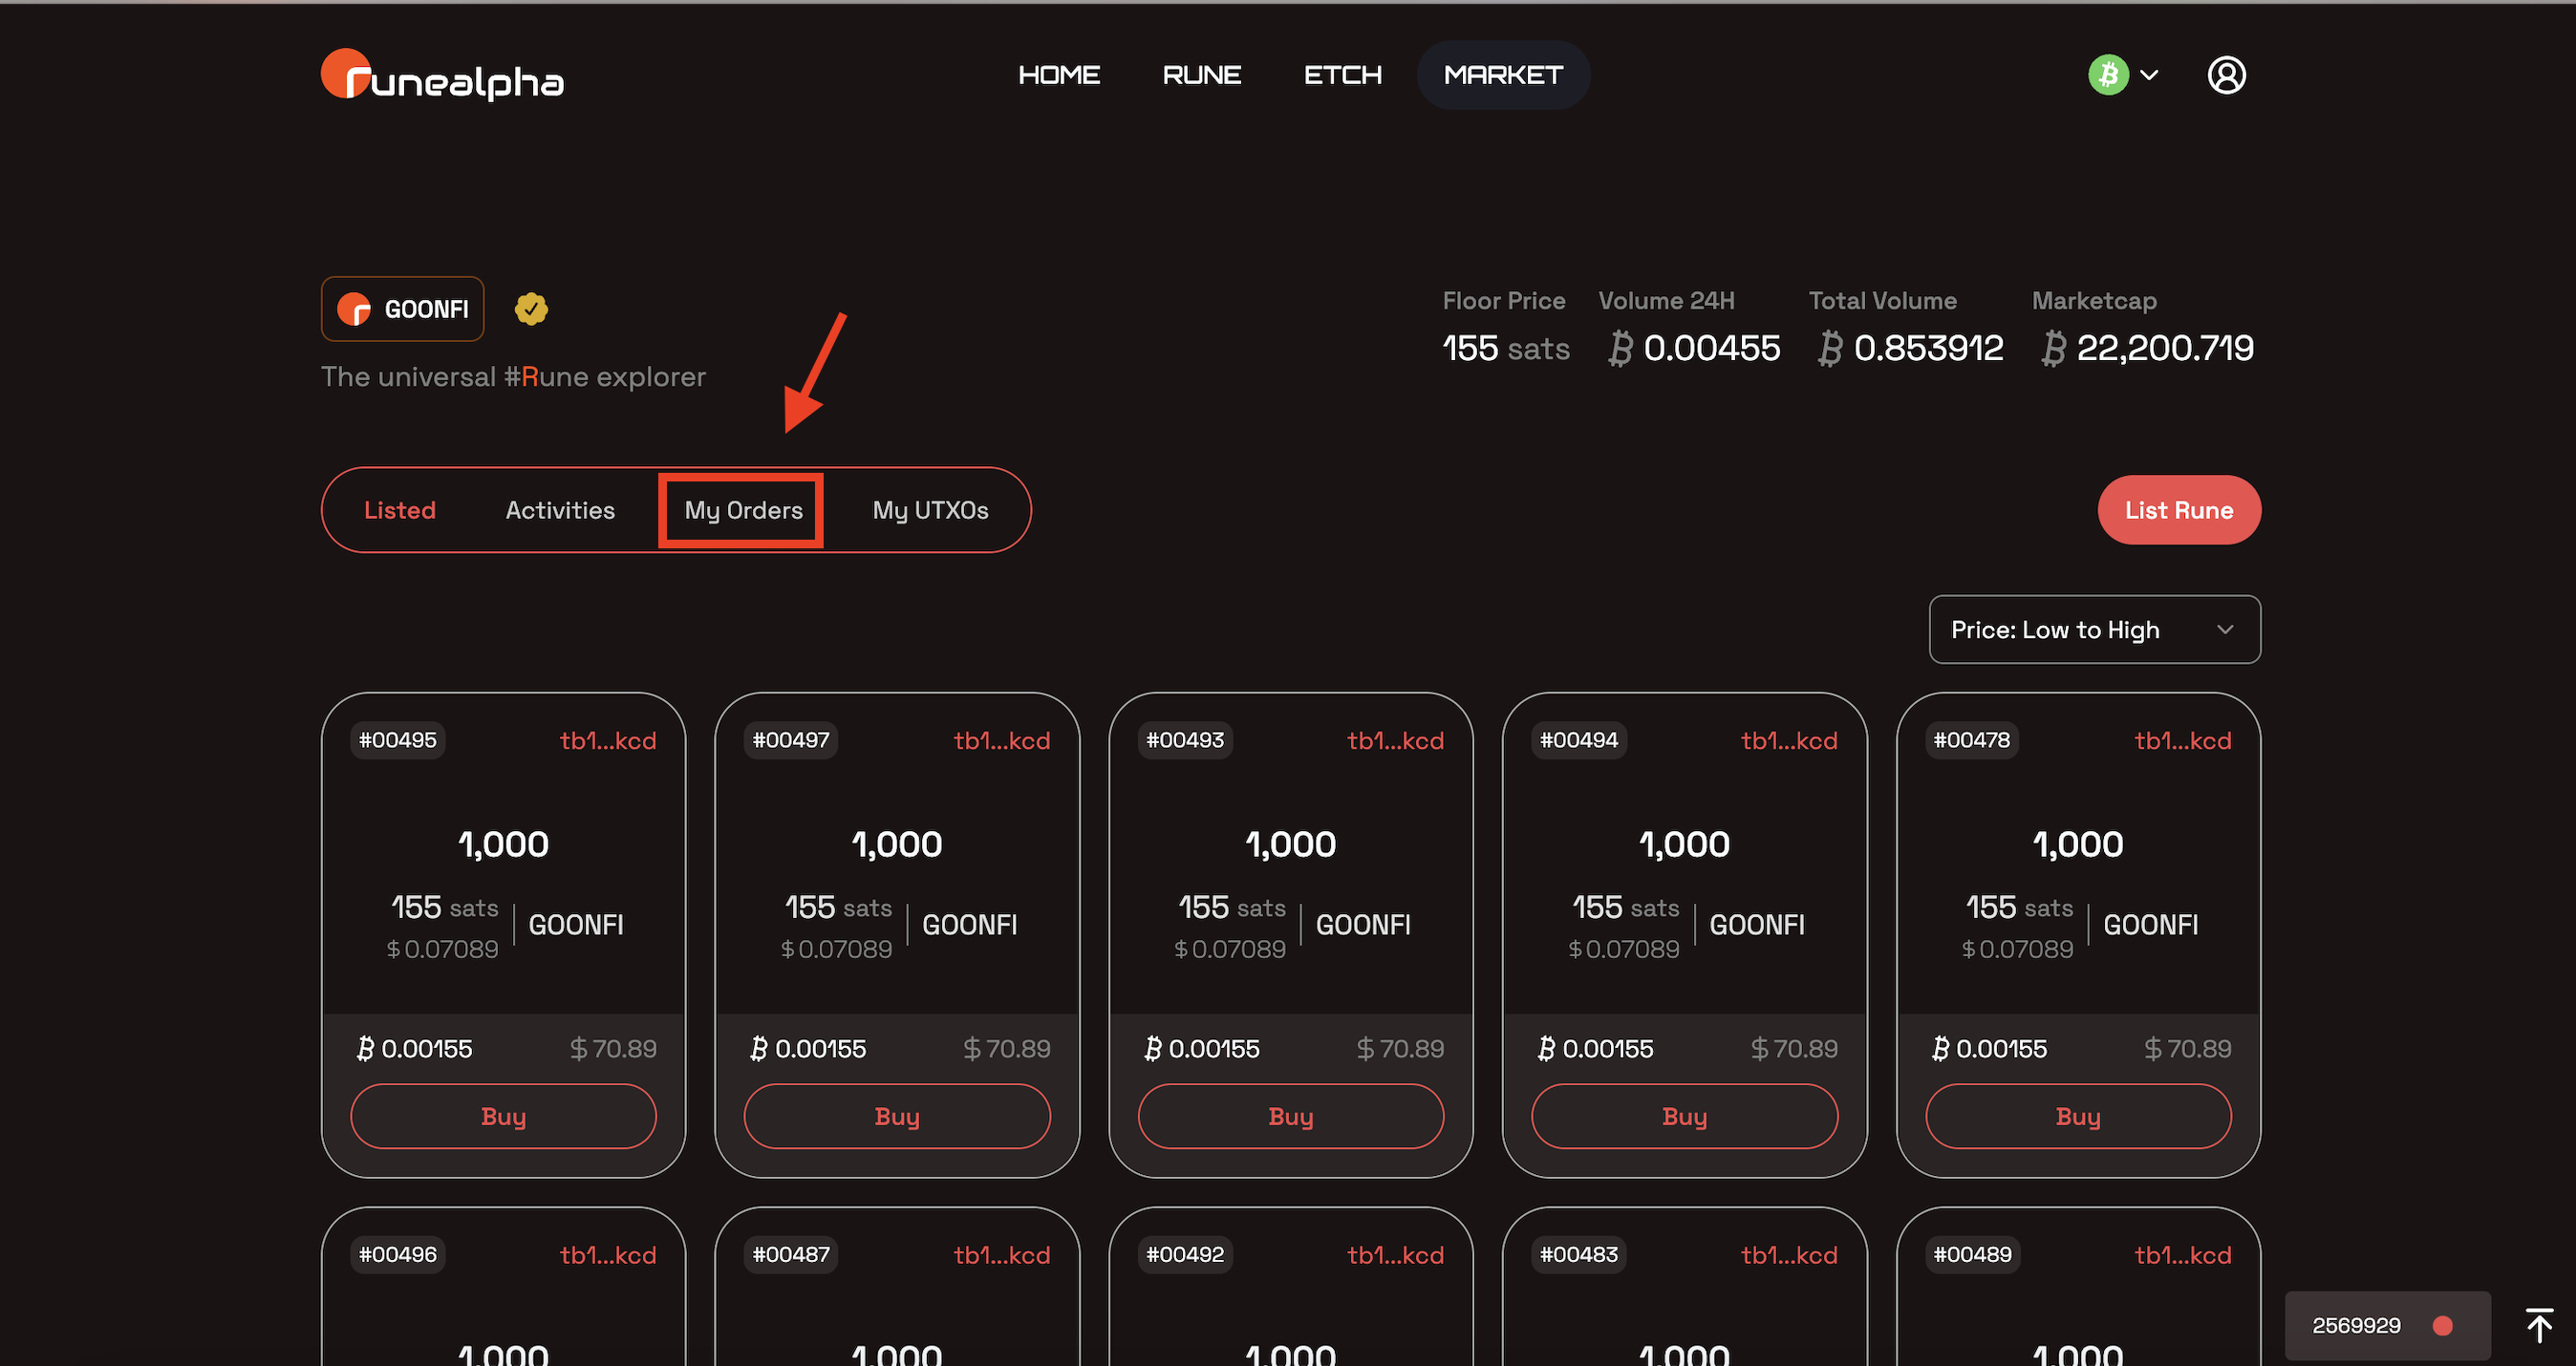 runealpha
HOME RUNE ETCH MARKET
GOONFI
The universal #Rune explorer
Floor Price Volume 24H Total Volume Marketcap
155 sats ₿ 0.00455 ₿ 0.853912 ₿ 22,200.719
Listed Activities My Orders My UTXOs
List Rune
Price: Low to High
#00495 tb1...kcd #00497 tb1...kcd #00493 tb1...kcd #00494 tb1...kcd #00478 tb1...kcd
1,000 1,000 1,000 1,000 1,000
155 sats GOONFI 155 sats GOONFI 155 sats GOONFI 155 sats GOONFI 155 sats GOONFI
$0.07089 $0.07089 $0.07089 $0.07089 $0.07089
₿ 0.00155 $70.89 ₿ 0.00155 $70.89 ₿ 0.00155 $70.89 ₿ 0.00155 $70.89 ₿ 0.00155 $70.89
Buy Buy Buy Buy Buy
#00496 tb1...kcd #00487 tb1...kcd #00492 tb1...kcd #00483 tb1...kcd #00489 tb1...kcd
1,000 1,000 1,000 1,000 1,000
2569929